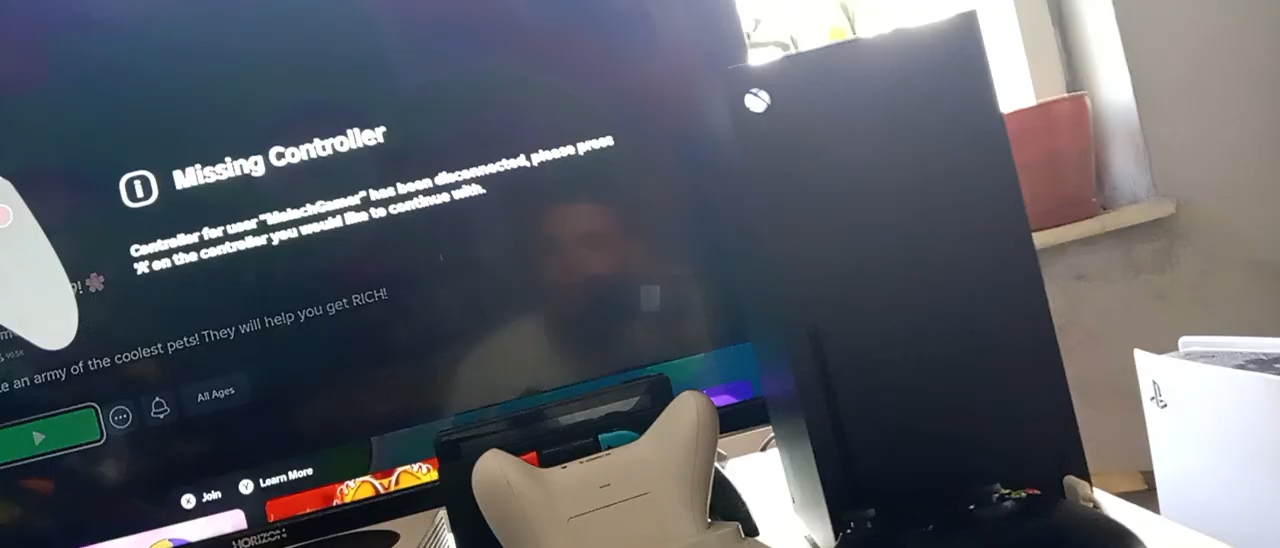 Missing Controller
Controller for user "MalachGamer" has been disconnected, please press
'A' on the controller you would like to continue with.
an army of the coolest pets! They will help you get RICH!
All Ages
X Join
Y Learn More
HORIZON